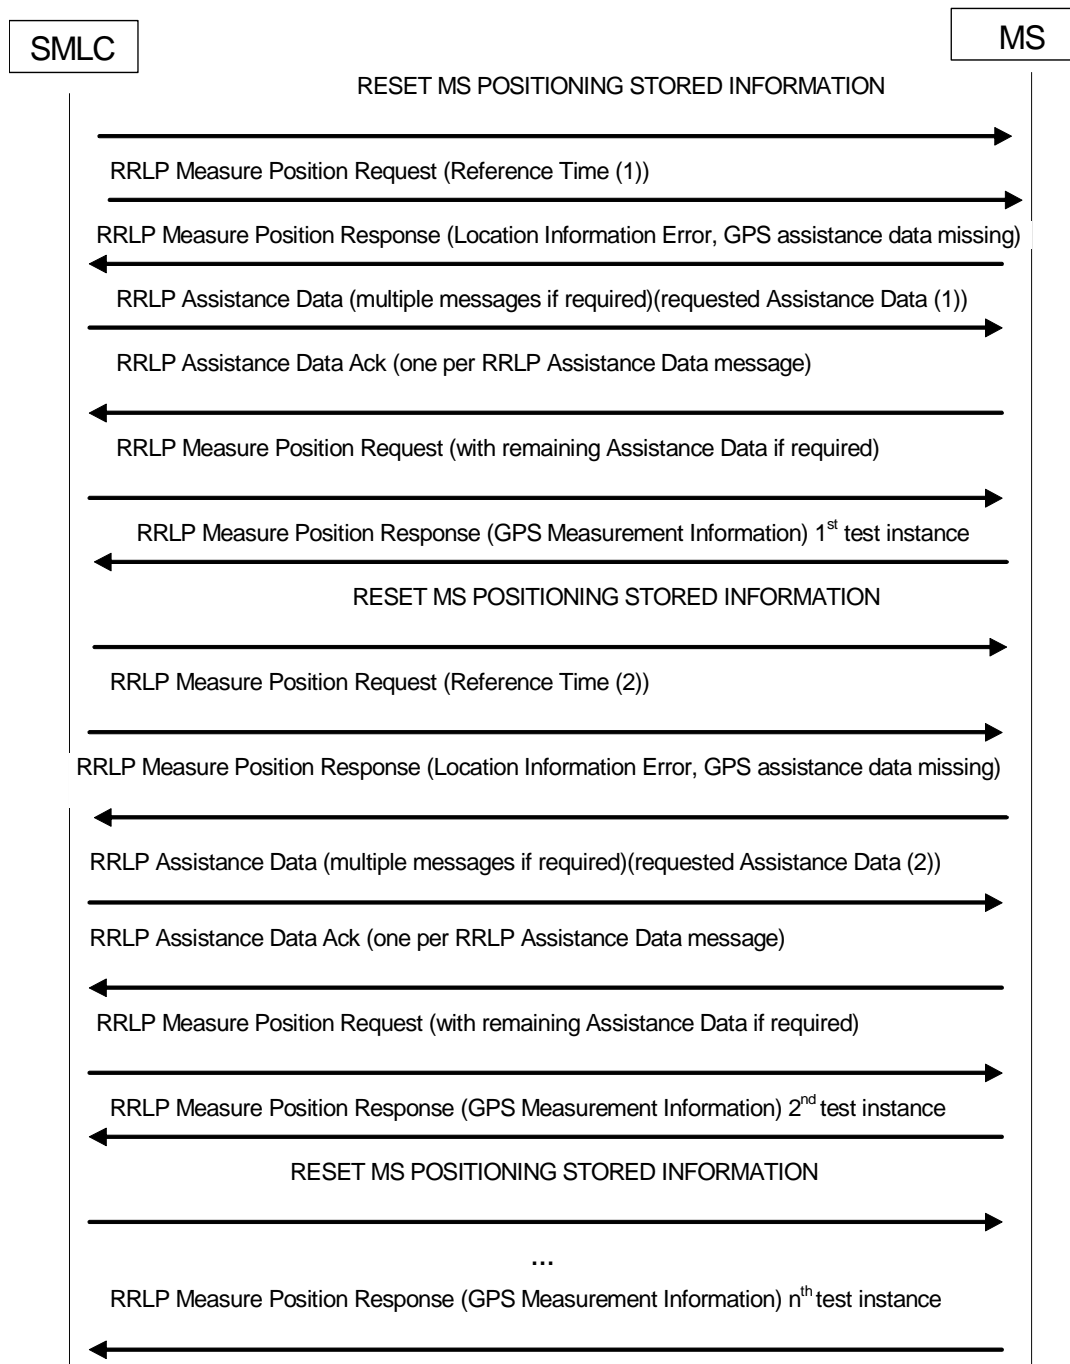 SMLC
MS
RESET MS POSITIONING STORED INFORMATION
RRLP Measure Position Request (Reference Time (1))
RRLP Measure Position Response (Location Information Error, GPS assistance data missing)
RRLP Assistance Data (multiple messages if required)(requested Assistance Data (1))
RRLP Assistance Data Ack (one per RRLP Assistance Data message)
RRLP Measure Position Request (with remaining Assistance Data if required)
RRLP Measure Position Response (GPS Measurement Information) 1st test instance
RESET MS POSITIONING STORED INFORMATION
RRLP Measure Position Request (Reference Time (2))
RRLP Measure Position Response (Location Information Error, GPS assistance data missing)
RRLP Assistance Data (multiple messages if required)(requested Assistance Data (2))
RRLP Assistance Data Ack (one per RRLP Assistance Data message)
RRLP Measure Position Request (with remaining Assistance Data if required)
RRLP Measure Position Response (GPS Measurement Information) 2nd test instance
RESET MS POSITIONING STORED INFORMATION
...
RRLP Measure Position Response (GPS Measurement Information) nth test instance